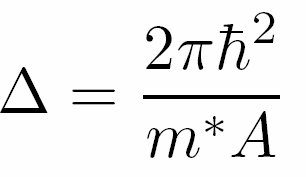 Δ = 2πℏ² / m*A